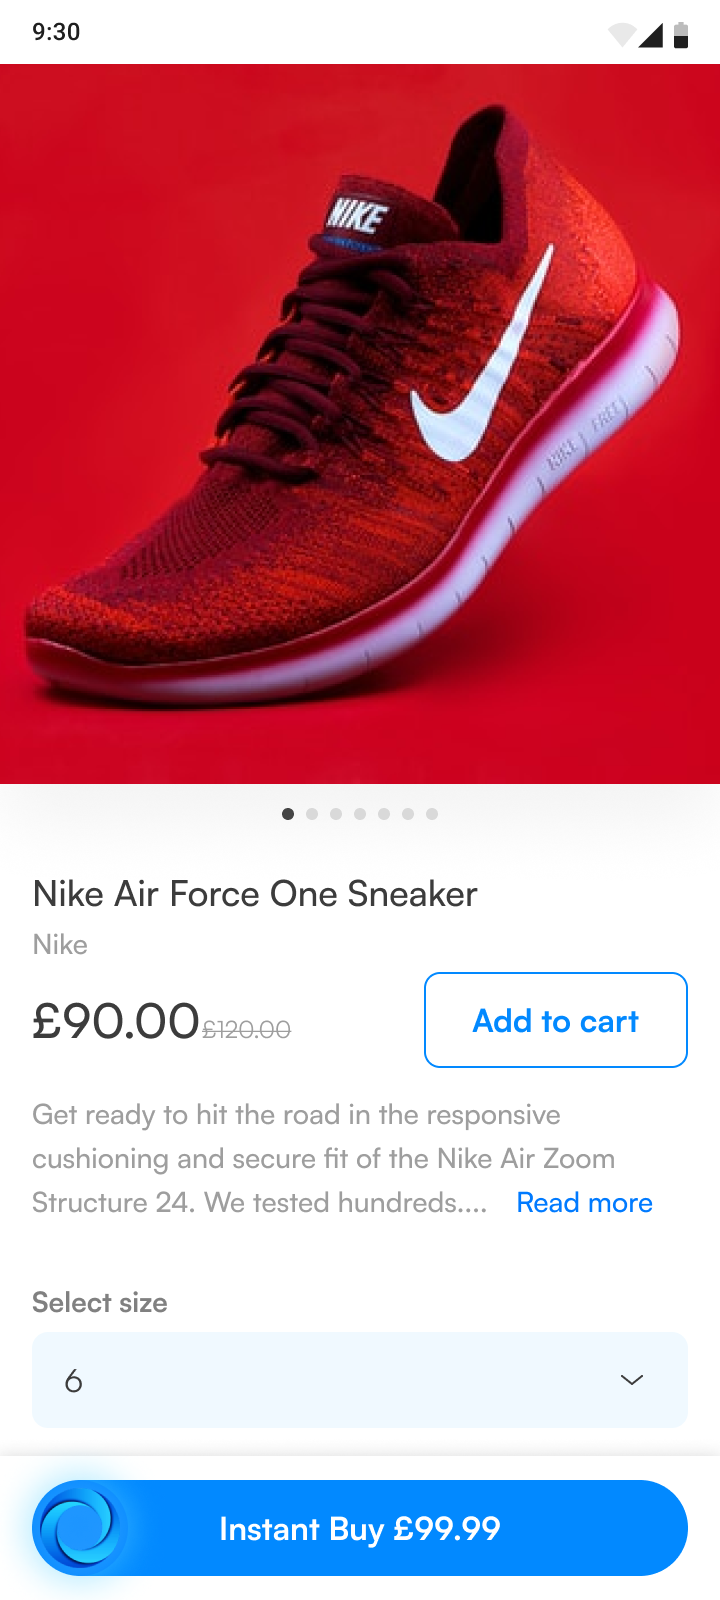 9:30
NIKE
NIKE FREE
Nike Air Force One Sneaker
Nike
£90.00 £120.00
Add to cart
Get ready to hit the road in the responsive
cushioning and secure fit of the Nike Air Zoom
Structure 24. We tested hundreds.... Read more
Select size
6
Instant Buy £99.99